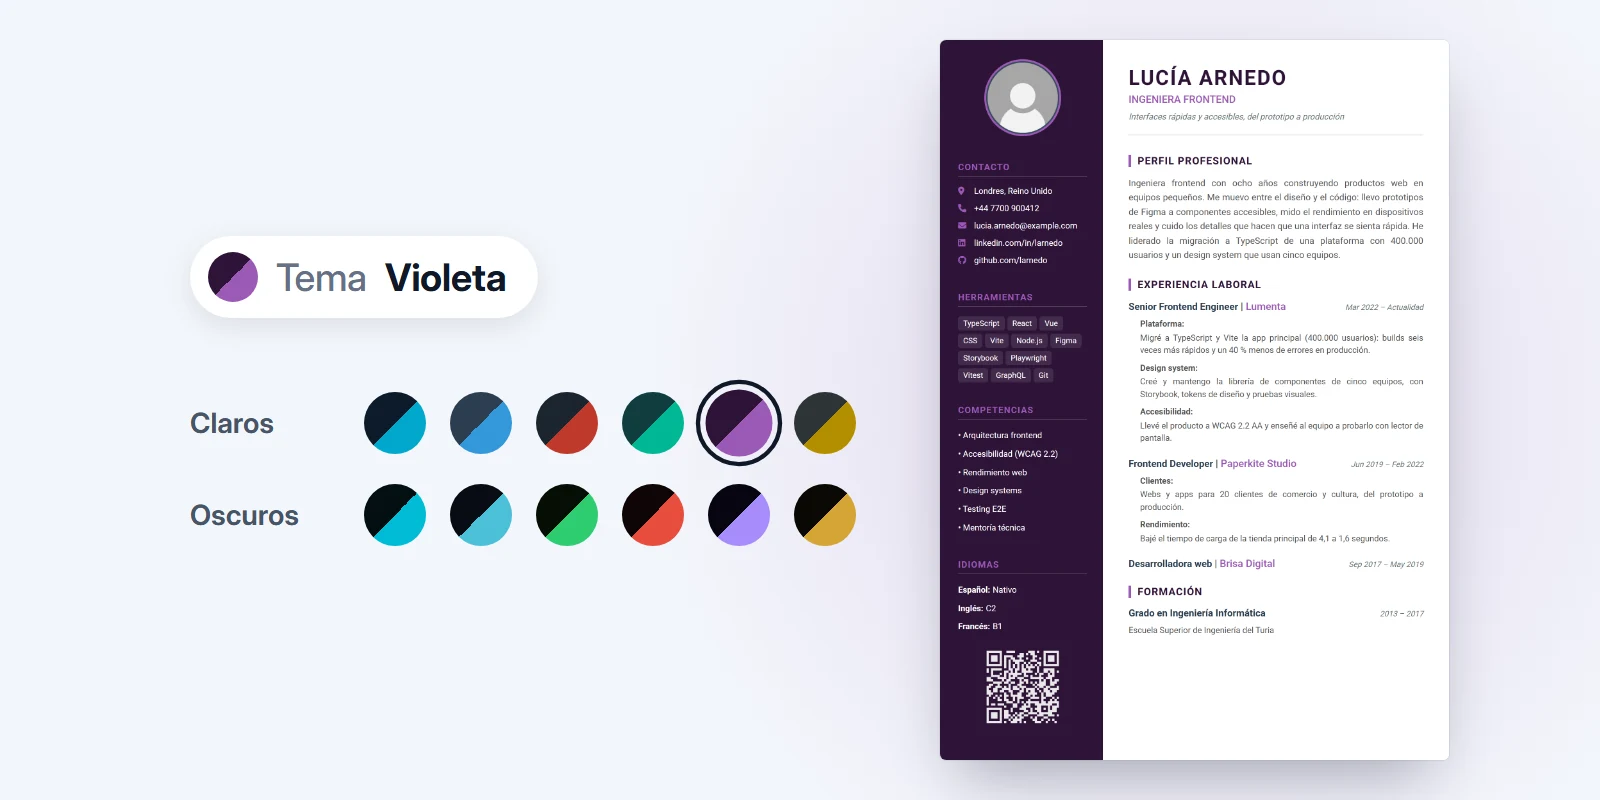 Tema Violeta
Claros
Oscuros
CONTACTO
Londres, Reino Unido
+44 7700 900412
lucia.arnedo@example.com
linkedin.com/in/larnedo
github.com/larnedo
HERRAMIENTAS
TypeScript React Vue
CSS Vite Node.js Figma
Storybook Playwright
Vitest GraphQL Git
COMPETENCIAS
• Arquitectura frontend
• Accesibilidad (WCAG 2.2)
• Rendimiento web
• Design systems
• Testing E2E
• Mentoría técnica
IDIOMAS
Español: Nativo
Inglés: C2
Francés: B1
LUCÍA ARNEDO
INGENIERA FRONTEND
Interfaces rápidas y accesibles, del prototipo a producción
PERFIL PROFESIONAL
Ingeniera frontend con ocho años construyendo productos web en
equipos pequeños. Me muevo entre el diseño y el código: llevo prototipos
de Figma a componentes accesibles, mido el rendimiento en dispositivos
reales y cuido los detalles que hacen que una interfaz se sienta rápida. He
liderado la migración a TypeScript de una plataforma con 400.000
usuarios y un design system que usan cinco equipos.
EXPERIENCIA LABORAL
Senior Frontend Engineer | Lumenta Mar 2022 – Actualidad
Plataforma:
Migré a TypeScript y Vite la app principal (400.000 usuarios): builds seis
veces más rápidos y un 40 % menos de errores en producción.
Design system:
Creé y mantengo la librería de componentes de cinco equipos, con
Storybook, tokens de diseño y pruebas visuales.
Accesibilidad:
Llevé el producto a WCAG 2.2 AA y enseñé al equipo a probarlo con lector de
pantalla.
Frontend Developer | Paperkite Studio Jun 2019 – Feb 2022
Clientes:
Webs y apps para 20 clientes de comercio y cultura, del prototipo a
producción.
Rendimiento:
Bajé el tiempo de carga de la tienda principal de 4,1 a 1,6 segundos.
Desarrolladora web | Brisa Digital Sep 2017 – May 2019
FORMACIÓN
Grado en Ingeniería Informática 2013 – 2017
Escuela Superior de Ingeniería del Turia